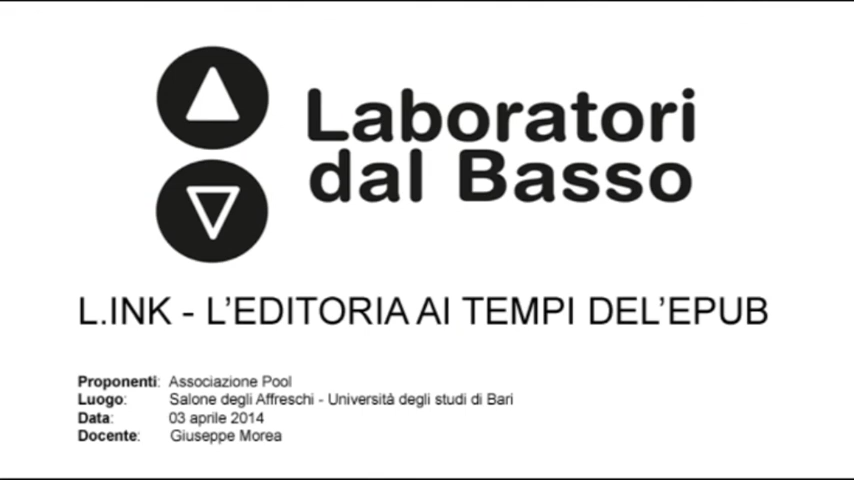 Laboratori
dal Basso
L.INK - L'EDITORIA AI TEMPI DEL'EPUB
Proponenti: Associazione Pool
Luogo: Salone degli Affreschi - Università degli studi di Bari
Data: 03 aprile 2014
Docente: Giuseppe Morea